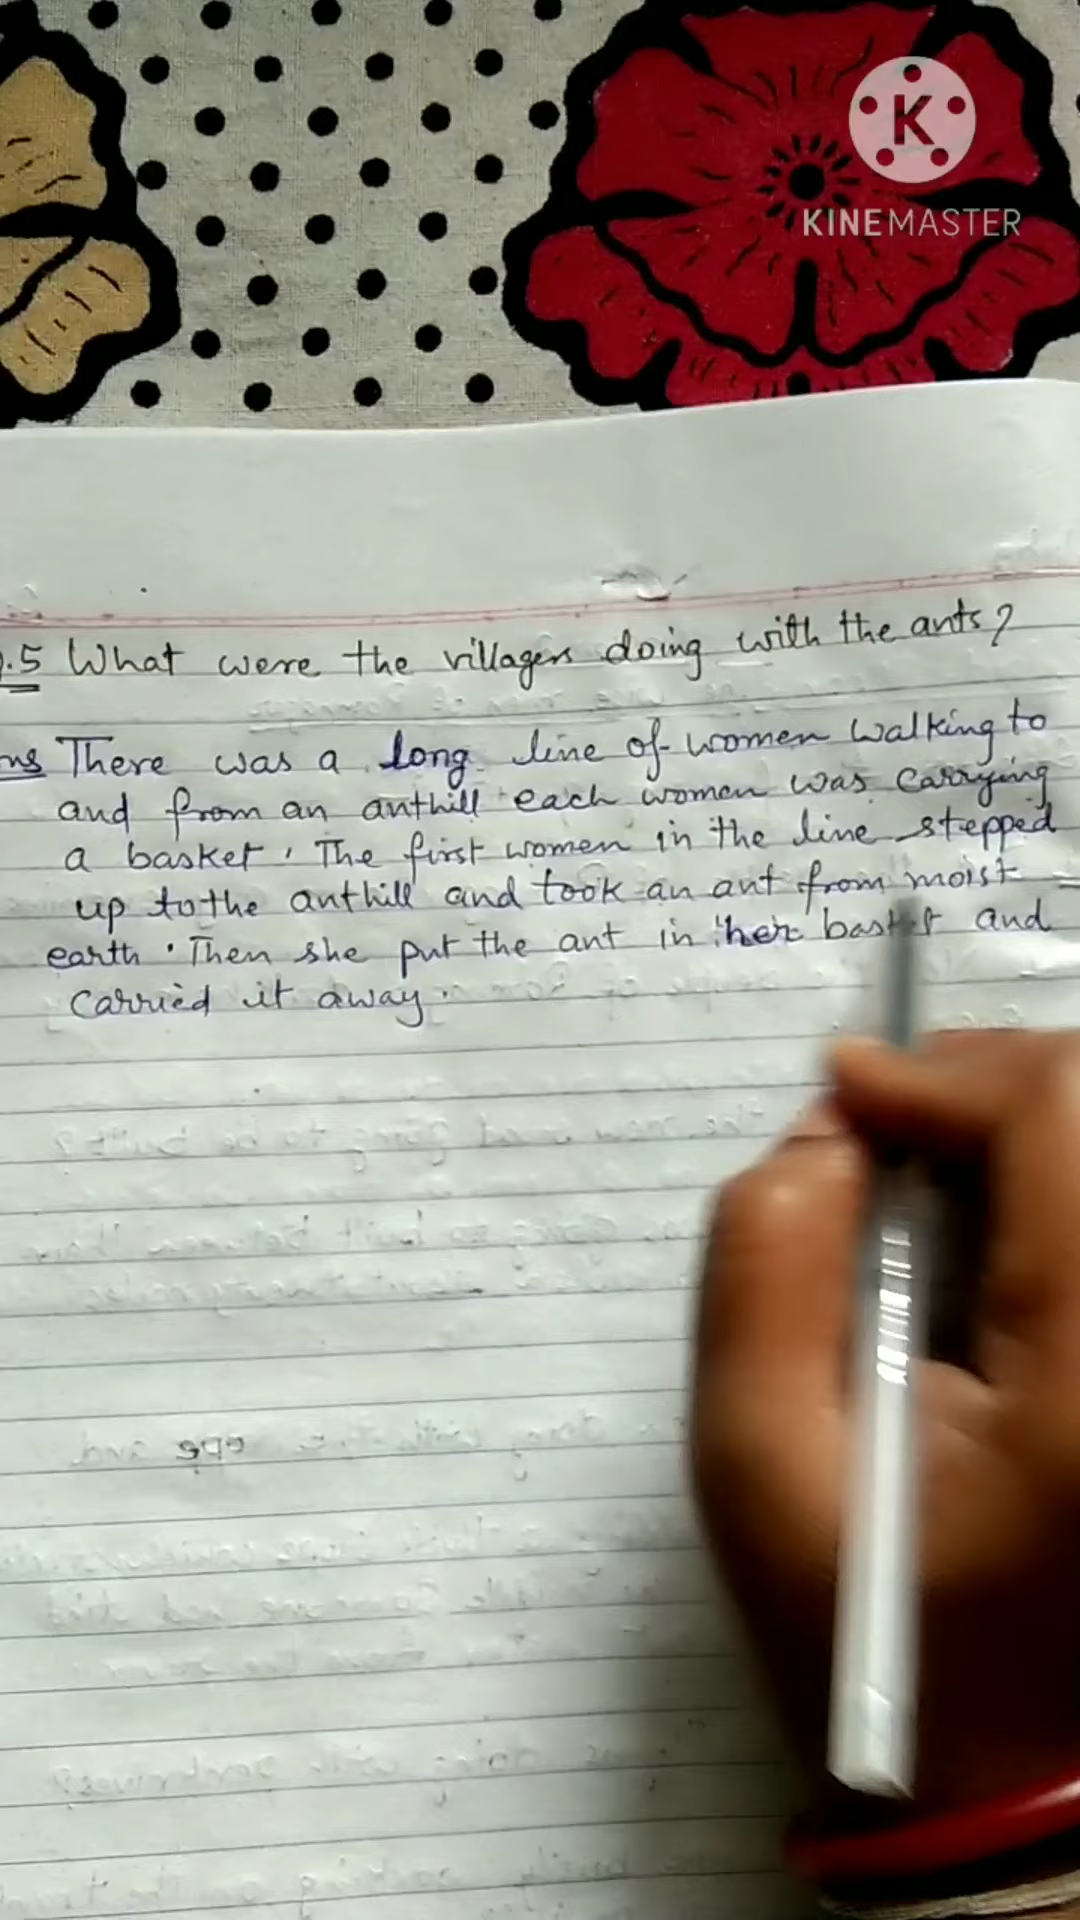 K
KINEMASTER
.5 What were the villagers doing with the ants?
ns There was a long line of women walking to
and from an anthill each women was carrying
a basket. The first women in the line stepped
up to the anthill and took an ant from moist
earth. Then she put the ant in her basket and
carried it away.